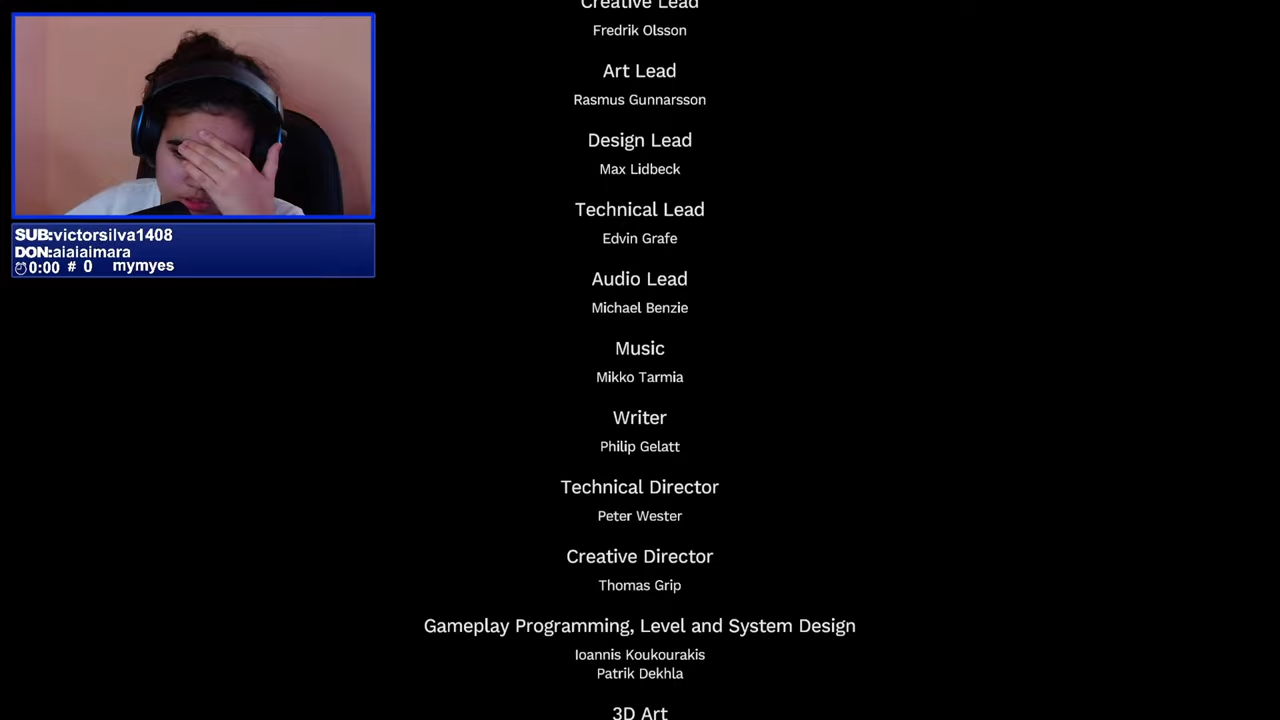 Creative Lead
Fredrik Olsson
Art Lead
Rasmus Gunnarsson
Design Lead
Max Lidbeck
Technical Lead
Edvin Grafe
Audio Lead
Michael Benzie
Music
Mikko Tarmia
Writer
Philip Gelatt
Technical Director
Peter Wester
Creative Director
Thomas Grip
Gameplay Programming, Level and System Design
Ioannis Koukourakis
Patrik Dekhla
3D Art
SUB:victorsilva1408
DON:aiaiaimara
0:00 # 0 mymyes